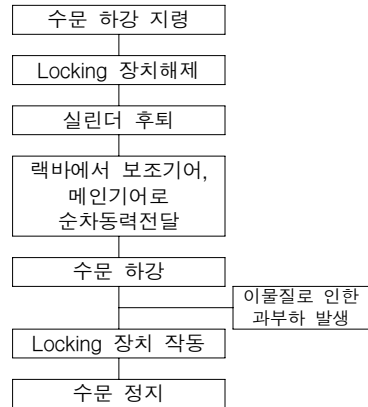 수문 하강 지령
Locking 장치해제
실린더 후퇴
랙바에서 보조기어,
메인기어로
순차동력전달
수문 하강
이물질로 인한
과부하 발생
Locking 장치 작동
수문 정지